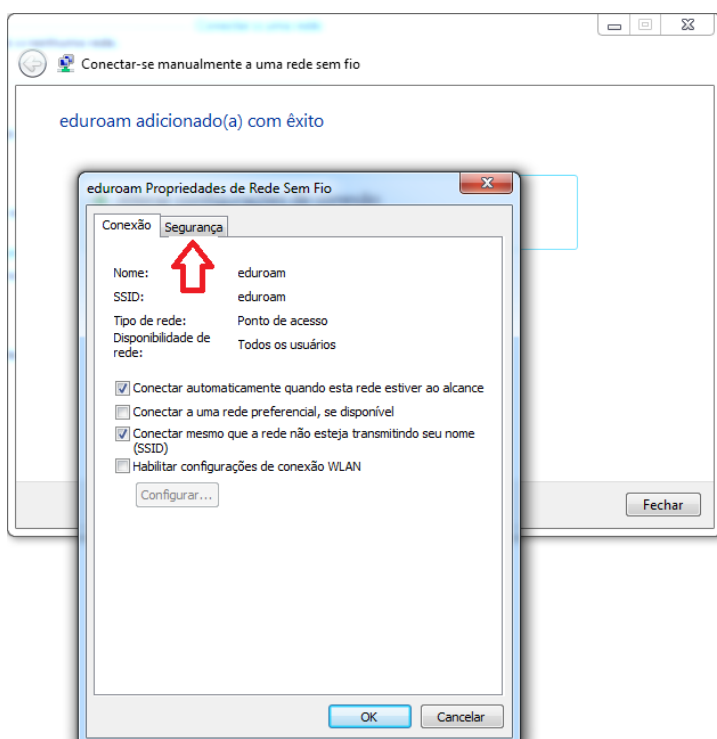 Conectar-se manualmente a uma rede sem fio
eduroam adicionado(a) com êxito
eduroam Propriedades de Rede Sem Fio
Conexão Segurança
Nome: eduroam
SSID: eduroam
Tipo de rede: Ponto de acesso
Disponibilidade de
rede: Todos os usuários
Conectar automaticamente quando esta rede estiver ao alcance
Conectar a uma rede preferencial, se disponível
Conectar mesmo que a rede não esteja transmitindo seu nome
(SSID)
Habilitar configurações de conexão WLAN
Configurar...
Fechar
OK Cancelar